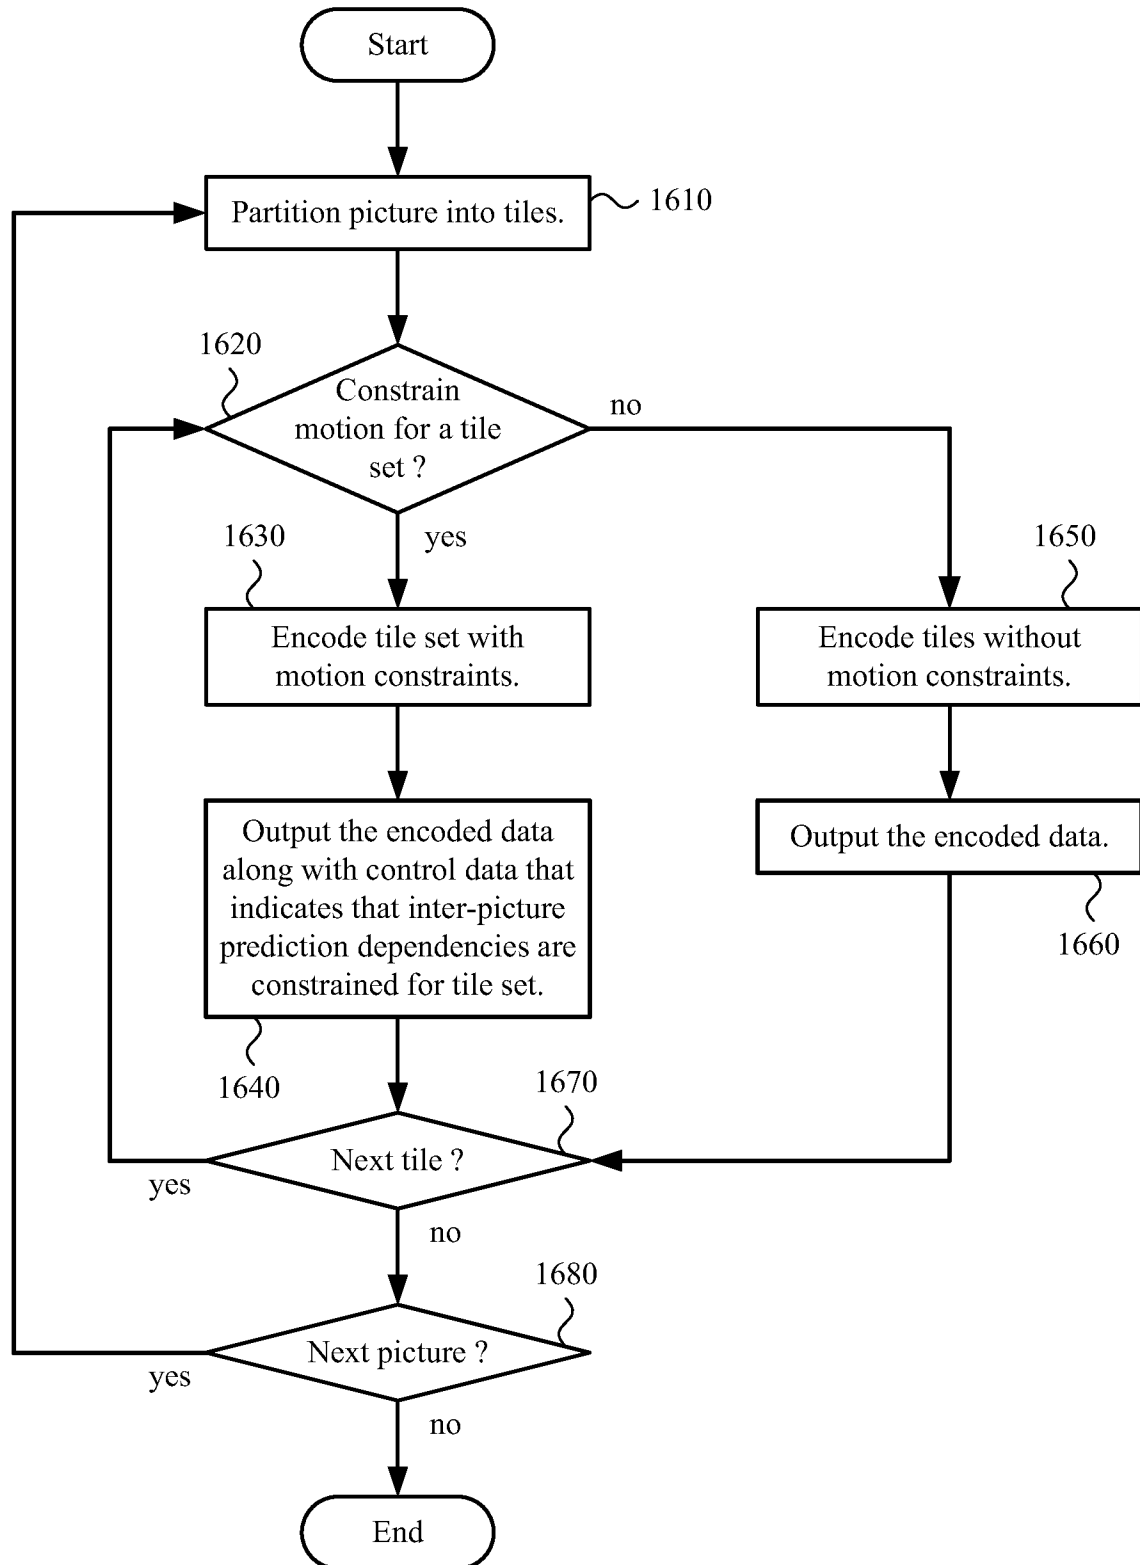 Start
Partition picture into tiles.
1610
1620
Constrain
motion for a tile
set ?
no
yes
1630
1650
Encode tile set with
motion constraints.
Encode tiles without
motion constraints.
Output the encoded data
along with control data that
indicates that inter-picture
prediction dependencies are
constrained for tile set.
Output the encoded data.
1660
1640
1670
Next tile ?
yes
no
1680
Next picture ?
yes
no
End